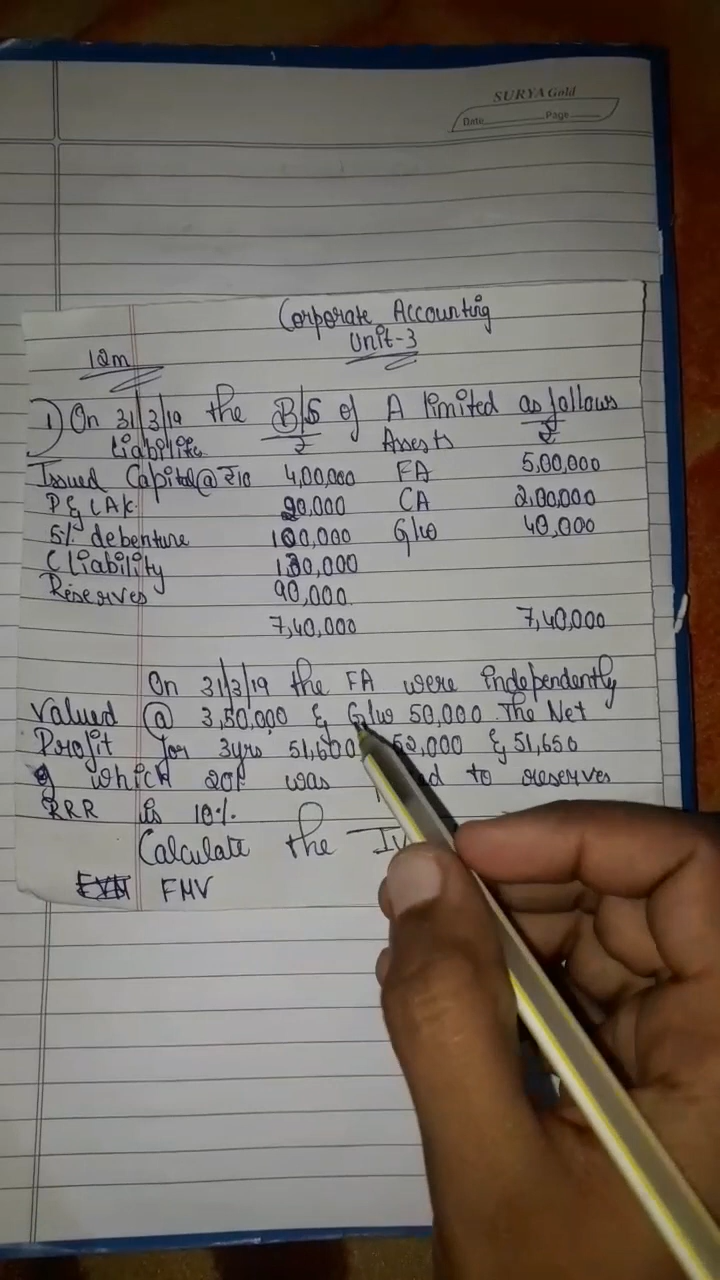 SURYA Gold
Date Page
Corporate Accounting
Unit-3
12m
1) On 31/3/19 the B/S of A limited as follows
Liabilite ₹ Assests ₹
Issued Capital @ ₹10 4,00,000 FA 5,00,000
P & L A/c 20,000 CA 2,00,000
5% debenture 100,000 G/w 40,000
C liability 130,000
Reserves 90,000
7,40,000 7,40,000
On 31/3/19 the FA were independently
Valued @ 3,50,000 & G/w 50,000. The Net
Profit for 3yrs 51,600 52,000 & 51,650
of which 20% was to reserves
RRR is 10%.
Calculate the
FMV